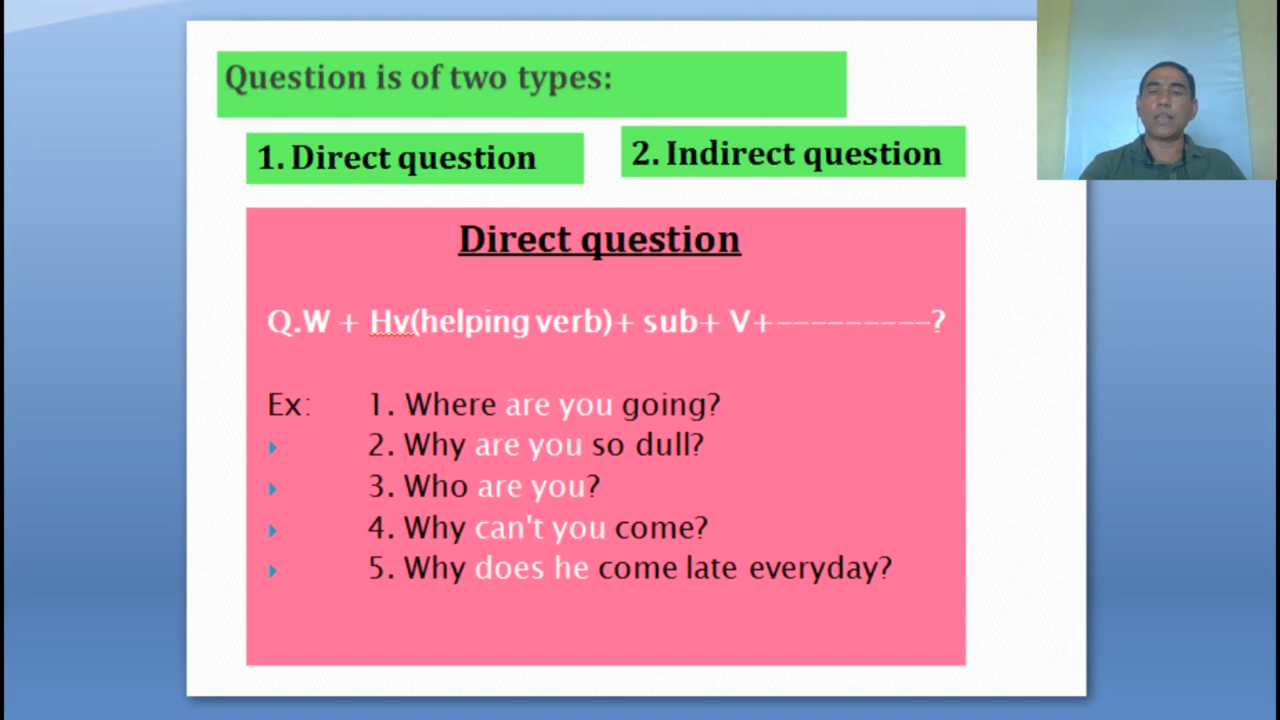 Question is of two types:
1. Direct question
2. Indirect question
Direct question
Q.W + Hv(helping verb)+ sub+ V+---------?
Ex: 1. Where are you going?
2. Why are you so dull?
3. Who are you?
4. Why can't you come?
5. Why does he come late everyday?